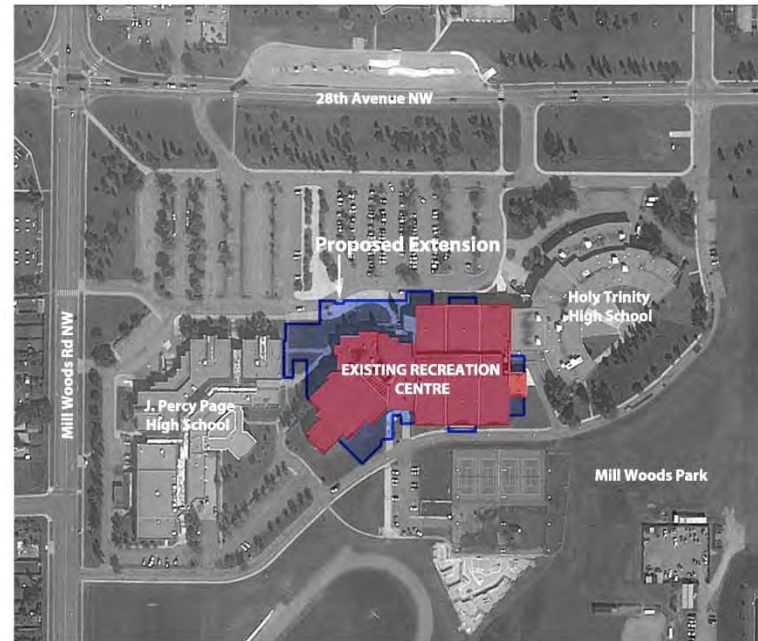 28th Avenue NW
Proposed Extension
Holy Trinity
High School
EXISTING RECREATION
CENTRE
J. Percy Page
High School
Mill Woods Rd NW
Mill Woods Park